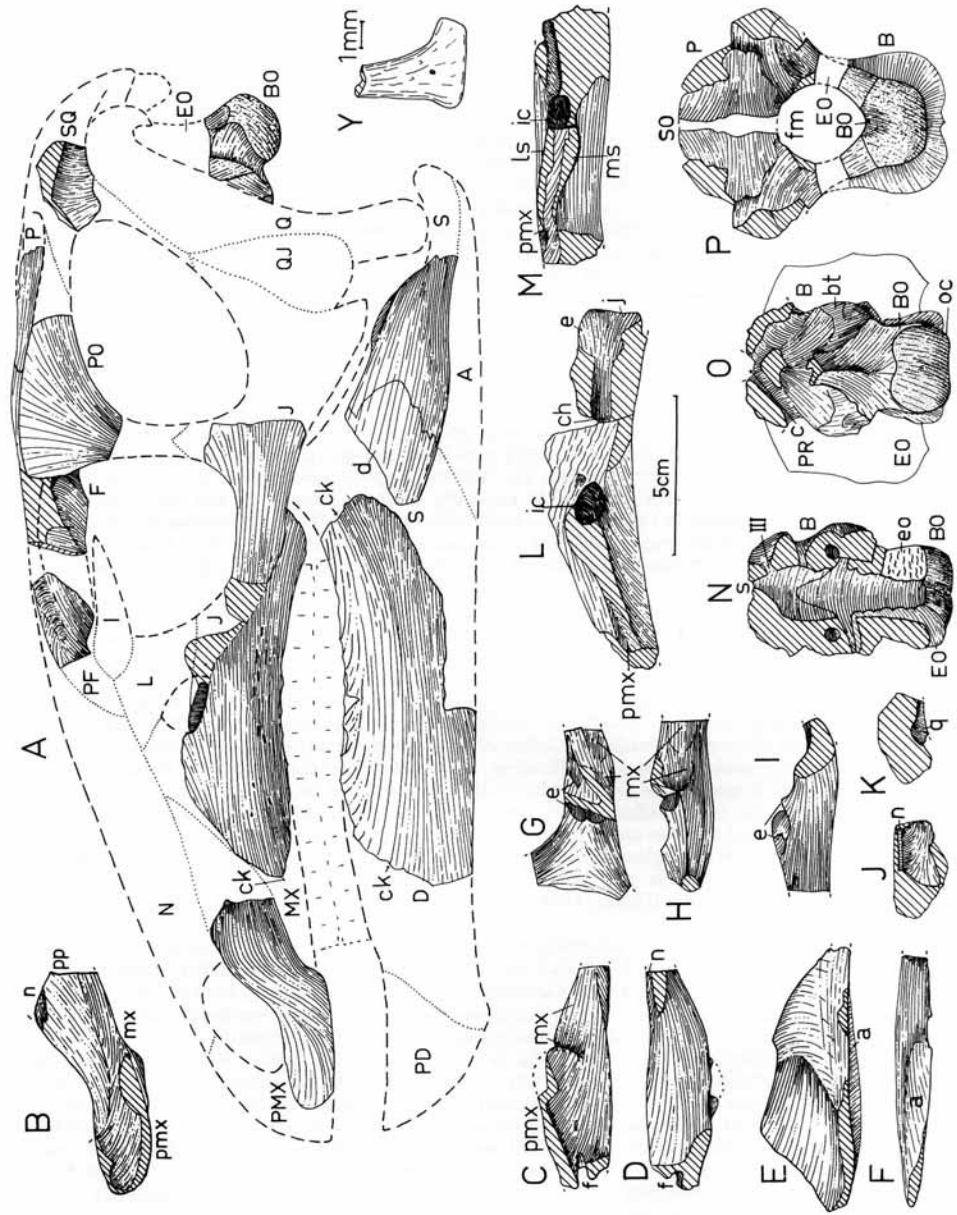 A
PMX
N
PF
L
I
F
PO
P
SQ
EO
BO
Q
QJ
J
J
MX
ck
ck
ck
D
PD
d
S
S
A
B
n
pp
mx
pmx
Y
1mm
C
pmx
mx
f
D
n
f
E
a
F
a
G
e
mx
H
I
e
J
n
K
q
L
pmx
ic
ch
e
j
5cm
M
pmx
ls
ic
ms
N
s
III
B
eo
BO
EO
O
B
bt
BO
oc
PR
c
EO
P
SO
P
fm
EO
BO
B